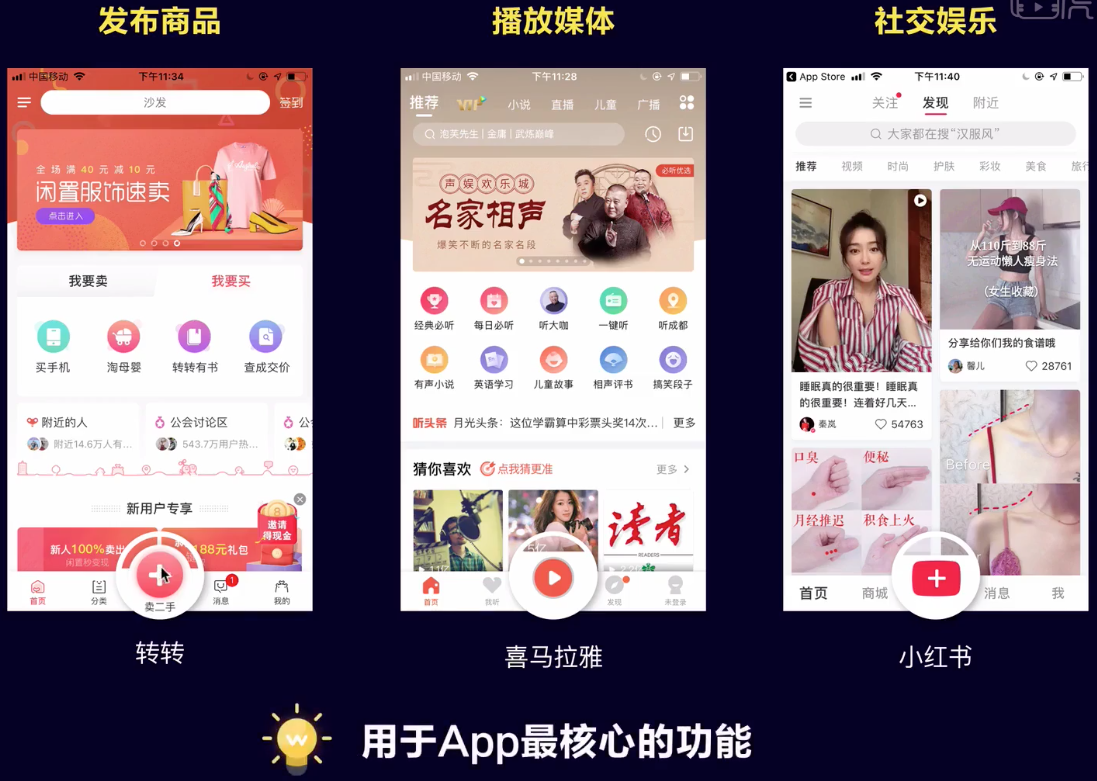 发布商品
播放媒体
社交娱乐
中国移动
下午11:34
沙发
签到
全场满40元减10元
闲置服饰速卖
点击进入
我要卖
我要买
买手机
淘母婴
转转有书
查成交价
附近的人
附近14.6万人有...
公会讨论区
543.7万用户热...
公
新用户专享
邀请
得现金
新人100%卖出
188元礼包
闲置秒变现
首页
分类
卖二手
消息
1
我的
转转
中国移动
下午11:28
推荐
VIP
小说
直播
儿童
广播
泡芙先生 | 金庸 | 武炼巅峰
必听优选
声娱欢乐城
名家相声
爆笑不断的名家名段
经典必听
每日必听
听大咖
一键听
听成都
有声小说
英语学习
儿童故事
相声评书
搞笑段子
听头条
月光头条：这位学霸算中彩票头奖14次...
更多
猜你喜欢
点我猜更准
更多
读者
READERS
首页
我听
发现
未登录
喜马拉雅
App Store
下午11:40
关注
发现
附近
大家都在搜“汉服风”
推荐
视频
时尚
护肤
彩妆
美食
旅行
睡眠真的很重要！睡眠真
的很重要！连着好几天...
秦岚
54763
从110斤到88斤
无运动懒人瘦身法
（女生收藏）
分享给你们我的食谱哦
馨儿
28761
口臭
便秘
月经推迟
积食上火
Before
首页
商城
消息
我
小红书
用于App最核心的功能